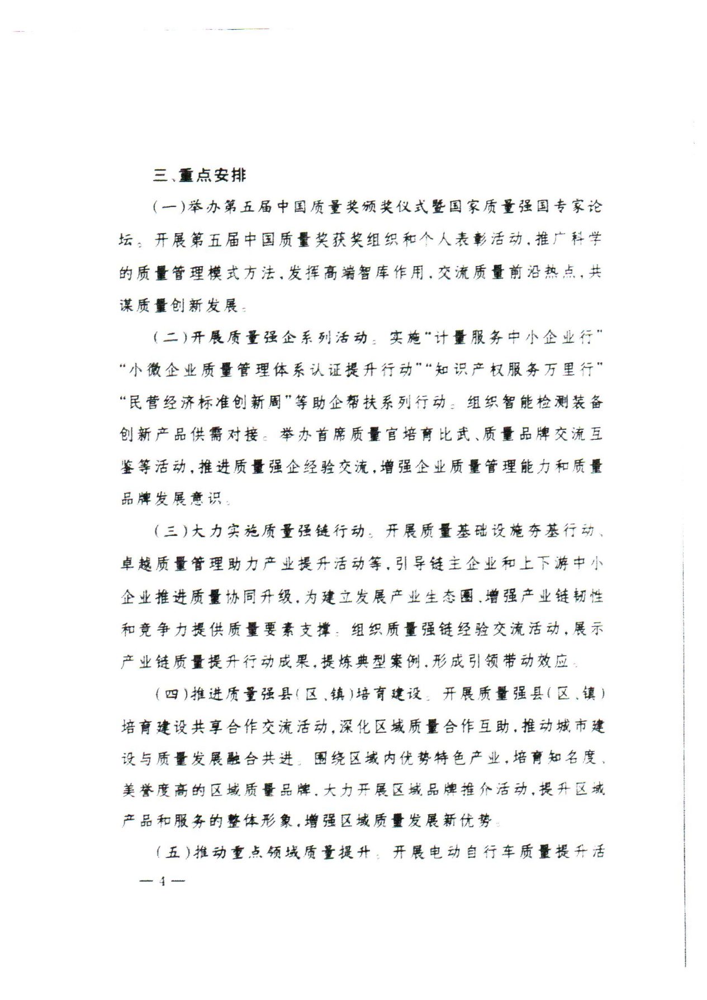 三、重点安排
(一)举办第五届中国质量奖颁奖仪式暨国家质量强国专家论
坛。开展第五届中国质量奖获奖组织和个人表彰活动,推广科学
的质量管理模式方法,发挥高端智库作用,交流质量前沿热点,共
谋质量创新发展。
(二)开展质量强企系列活动。实施“计量服务中小企业行”
“小微企业质量管理体系认证提升行动”“知识产权服务万里行”
“民营经济标准创新周”等助企帮扶系列行动。组织智能检测装备
创新产品供需对接。举办首席质量官培育比武、质量品牌交流互
鉴等活动,推进质量强企经验交流,增强企业质量管理能力和质量
品牌发展意识。
(三)大力实施质量强链行动。开展质量基础设施夯基行动、
卓越质量管理助力产业提升活动等,引导链主企业和上下游中小
企业推进质量协同升级,为建立发展产业生态圈、增强产业链韧性
和竞争力提供质量要素支撑。组织质量强链经验交流活动,展示
产业链质量提升行动成果,提炼典型案例,形成引领带动效应。
(四)推进质量强县(区、镇)培育建设。开展质量强县(区、镇)
培育建设共享合作交流活动,深化区域质量合作互助,推动城市建
设与质量发展融合共进。围绕区域内优势特色产业,培育知名度、
美誉度高的区域质量品牌,大力开展区域品牌推介活动,提升区域
产品和服务的整体形象,增强区域质量发展新优势。
(五)推动重点领域质量提升。开展电动自行车质量提升活
— 4 —